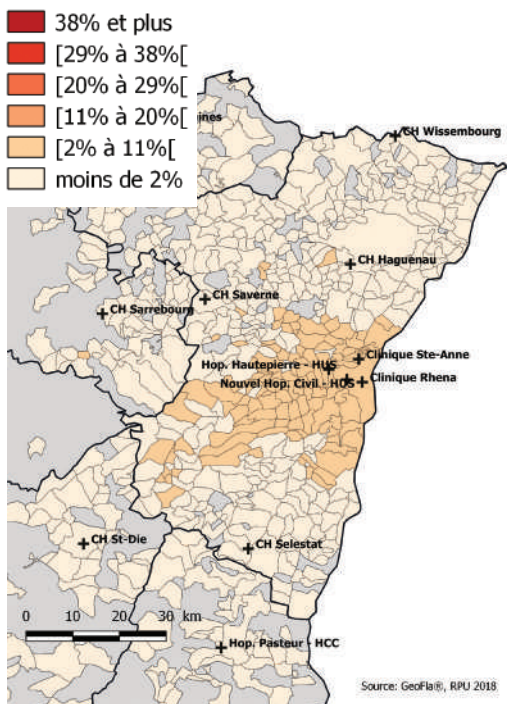 38% et plus
[29% à 38%[
[20% à 29%[
[11% à 20%[
[2% à 11%[
moins de 2%
CH Wissembourg
CH Haguenau
CH Saverne
CH Sarrebourg
Clinique Ste-Anne
Hop. Hautepierre - HUS
Nouvel Hop. Civil - HUS
Clinique Rhena
CH St-Die
CH Selestat
0 10 20 30 km
Hop. Pasteur - HCC
Source: GeoFla®, RPU 2018